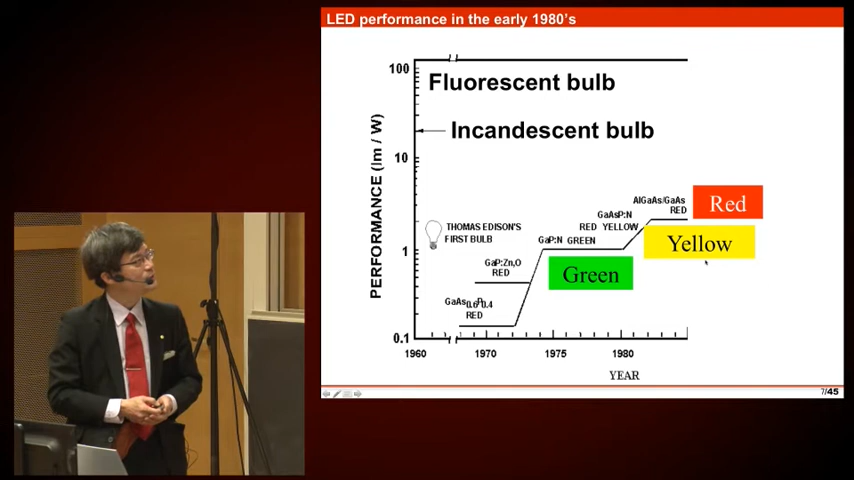 LED performance in the early 1980's
100
Fluorescent bulb
Incandescent bulb
PERFORMANCE (lm / W)
10
AlGaAs/GaAs
RED
Red
GaAsP:N
RED YELLOW
THOMAS EDISON'S
FIRST BULB
GaP:N GREEN
Yellow
1
GaP:Zn,O
RED
Green
GaAs0.6P0.4
RED
0.1
1960
1970
1975
1980
YEAR
7/45